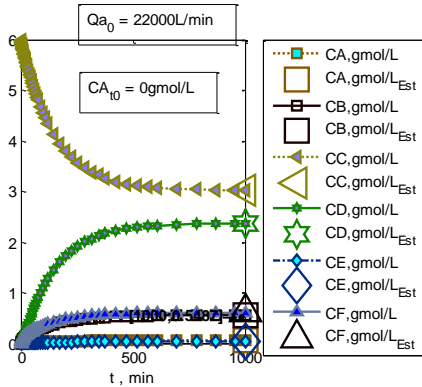 Qa0 = 22000L/min
CAt0 = 0gmol/L
6
5
4
3
2
1
0
0
500
1000
[1000,0.5487]
t , min
CA,gmol/L
CA,gmol/LEst
CB,gmol/L
CB,gmol/LEst
CC,gmol/L
CC,gmol/LEst
CD,gmol/L
CD,gmol/LEst
CE,gmol/L
CE,gmol/LEst
CF,gmol/L
CF,gmol/LEst